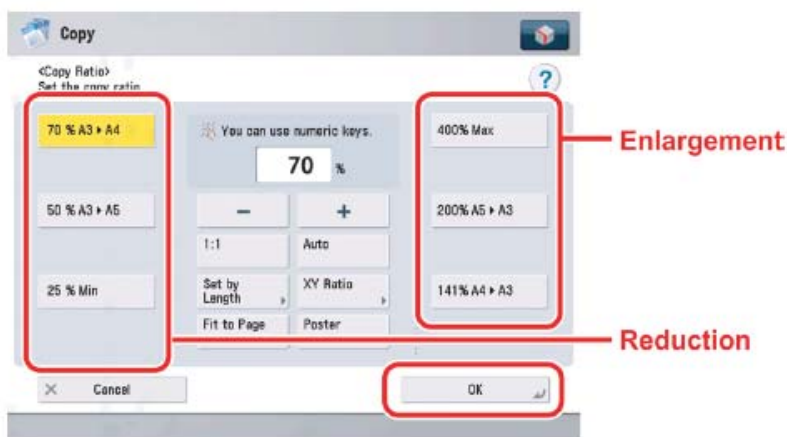 Copy
<Copy Ratio>
Set the copy ratio
?
70 % A3 ▸ A4
You can use numeric keys.
400% Max
Enlargement
70 %
50 % A3 ▸ A5
− +
200% A5 ▸ A3
1:1 Auto
25 % Min
Set by Length
XY Ratio
141% A4 ▸ A3
Fit to Page Poster
Reduction
× Cancel
OK